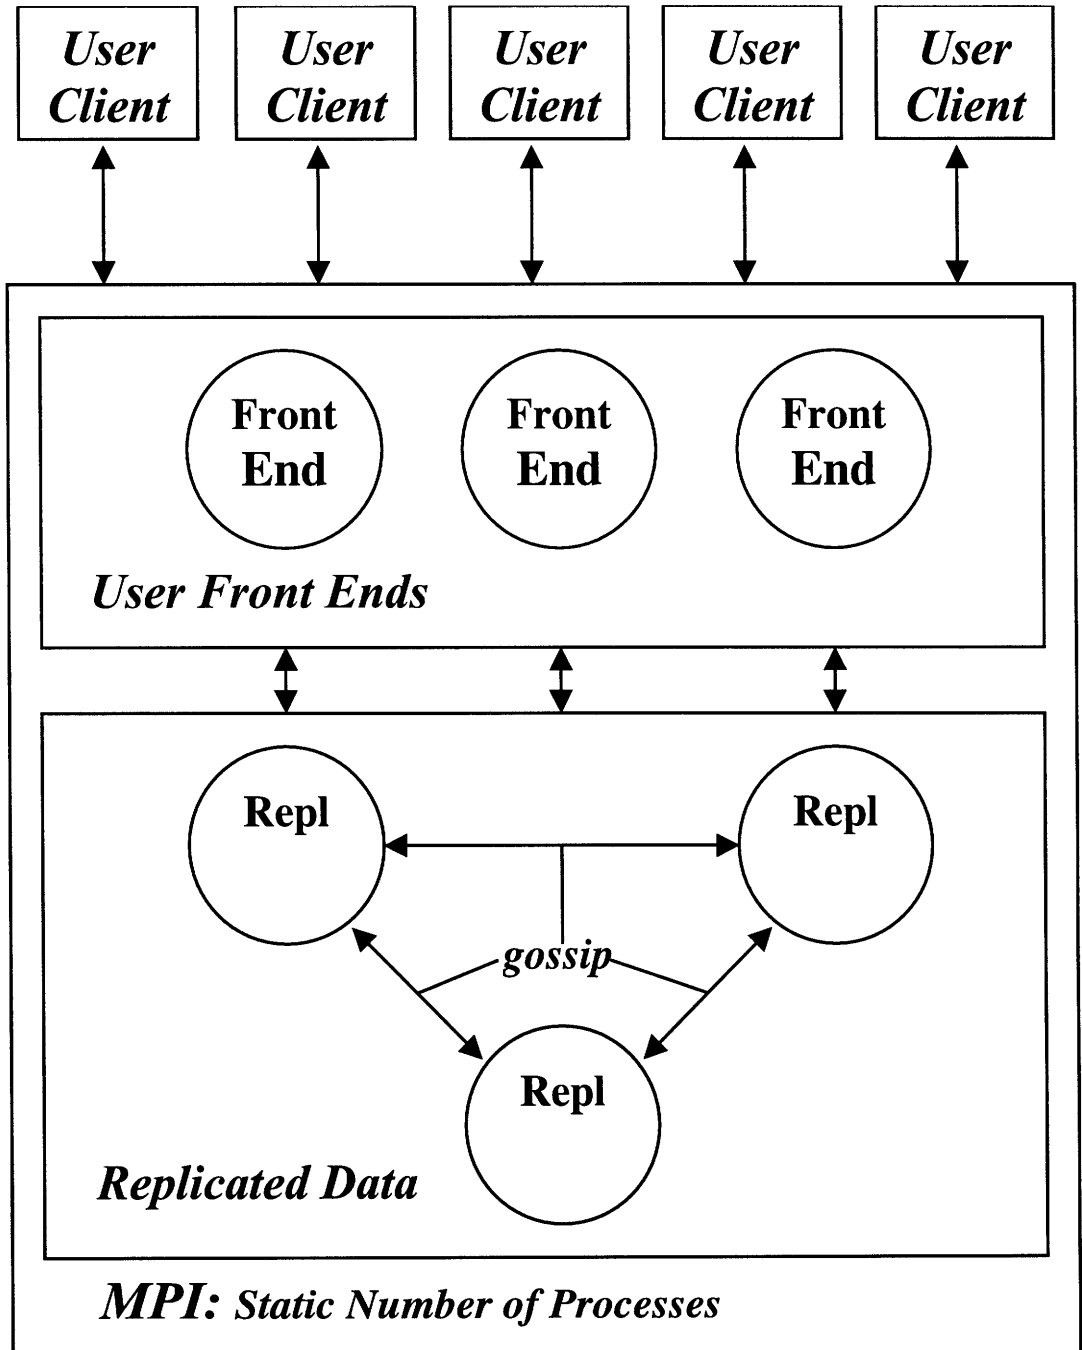 User
Client
User
Client
User
Client
User
Client
User
Client
Front
End
Front
End
Front
End
User Front Ends
Repl
Repl
gossip
Repl
Replicated Data
MPI: Static Number of Processes